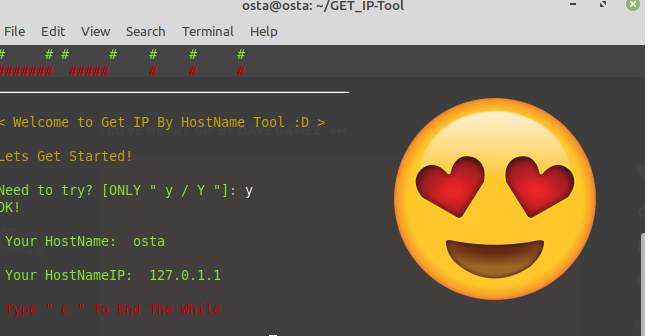 osta@osta: ~/GET_IP-Tool
File Edit View Search Terminal Help
# # # # # # #
####### ##### # # #
< Welcome to Get IP By HostName Tool :D >
Lets Get Started!
Need to try? [ONLY " y / Y "]: y
OK!
Your HostName: osta
Your HostNameIP: 127.0.1.1
Type " c " To End The While